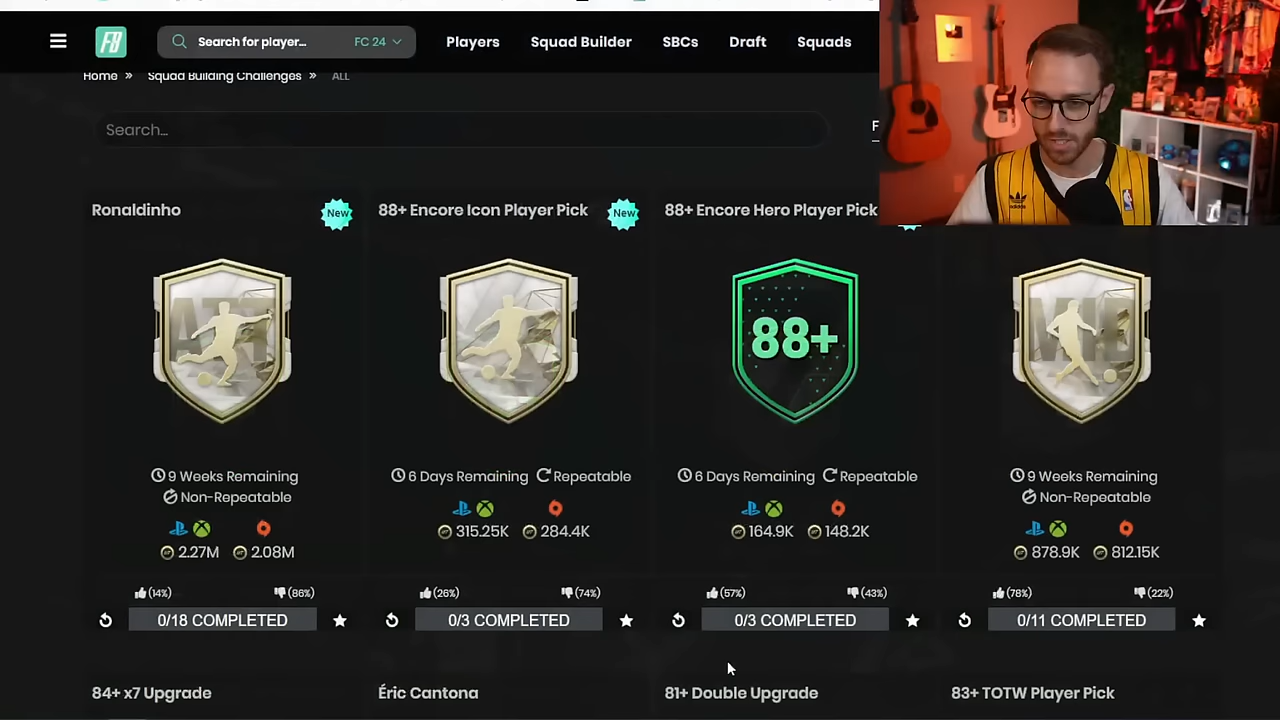 FB
Search for player...
FC 24
Players
Squad Builder
SBCs
Draft
Squads
Home » Squad Building Challenges » ALL
Search...
F
Ronaldinho
New
88+ Encore Icon Player Pick
New
88+ Encore Hero Player Pick
ATT
88+
MID
9 Weeks Remaining
Non-Repeatable
2.27M
2.08M
(14%)
(86%)
0/18 COMPLETED
6 Days Remaining
Repeatable
315.25K
284.4K
(26%)
(74%)
0/3 COMPLETED
6 Days Remaining
Repeatable
164.9K
148.2K
(57%)
(43%)
0/3 COMPLETED
9 Weeks Remaining
Non-Repeatable
878.9K
812.15K
(78%)
(22%)
0/11 COMPLETED
84+ x7 Upgrade
Éric Cantona
81+ Double Upgrade
83+ TOTW Player Pick